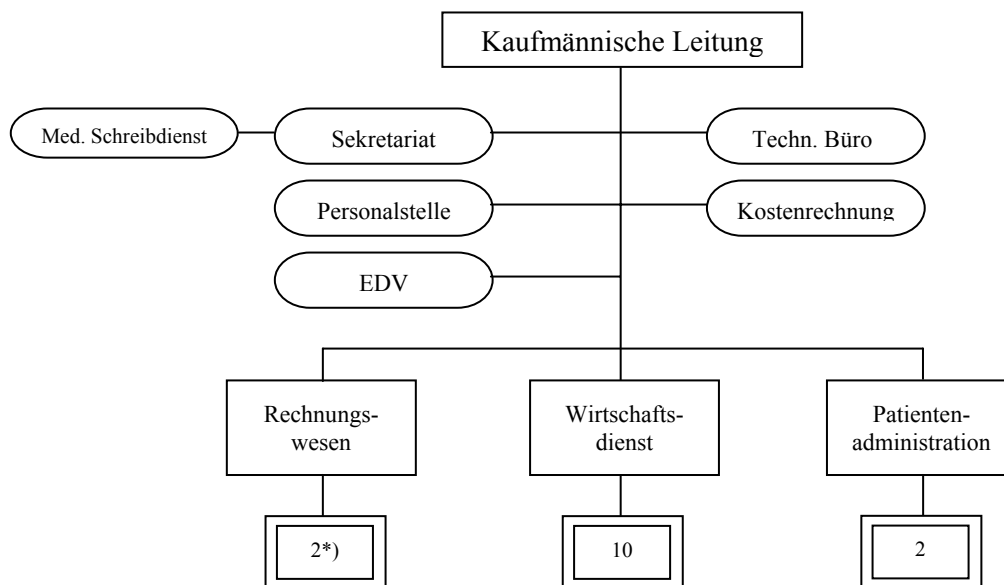 Kaufmännische Leitung
Med. Schreibdienst
Sekretariat
Techn. Büro
Personalstelle
Kostenrechnung
EDV
Rechnungs-
wesen
Wirtschafts-
dienst
Patienten-
administration
2*)
10
2